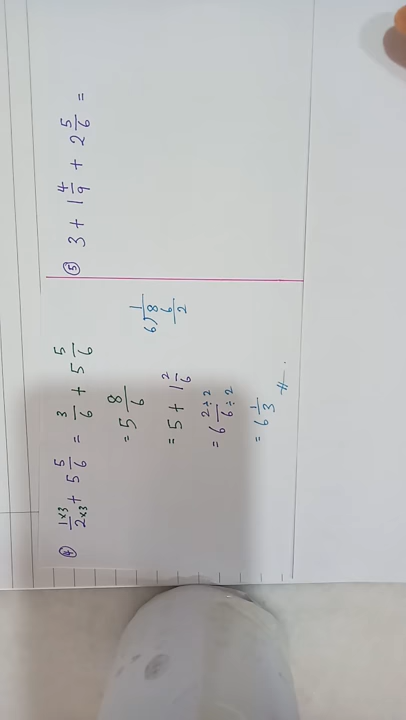 ④ 1×3/2×3 + 5 5/6 = 3/6 + 5 5/6
= 5 8/6
= 5 + 1 2/6
= 6 2÷2/6÷2
= 6 1/3 #.
1
6)8
6
2
⑤ 3 + 1 4/9 + 2 5/6 =